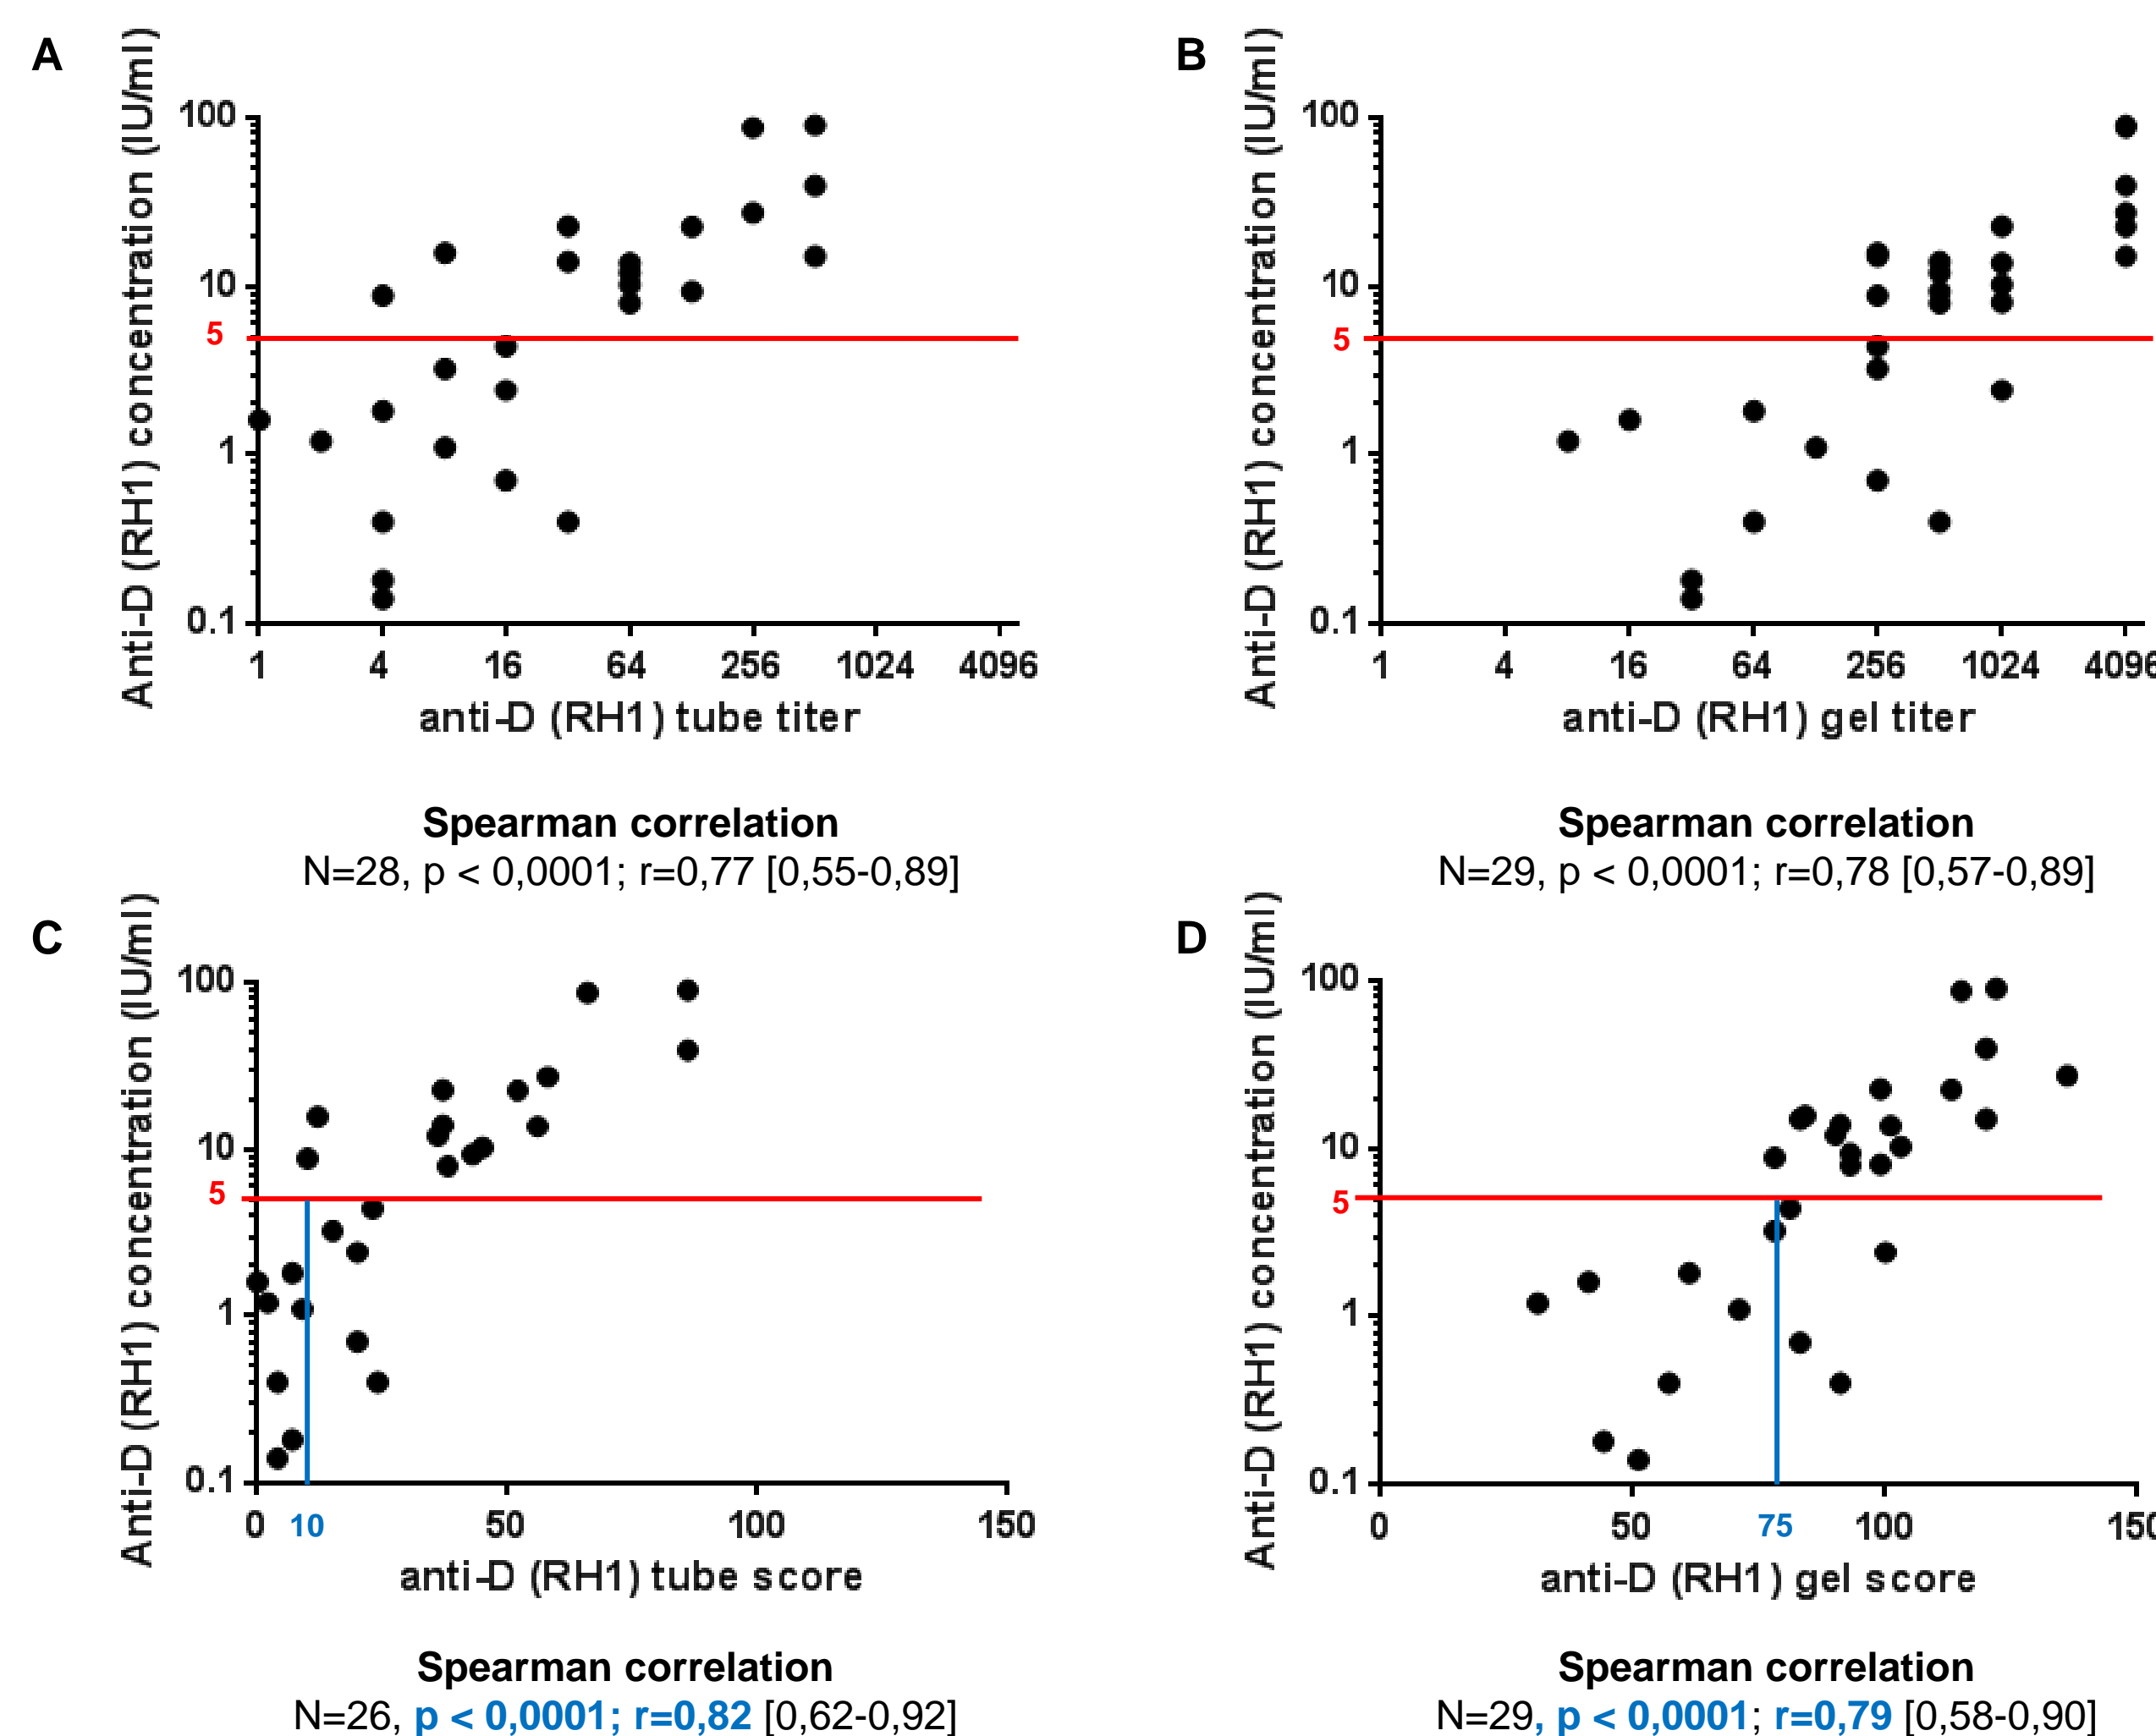 A
Anti-D (RH1) concentration (IU/ml)
100
10
5
1
0.1
1 4 16 64 256 1024 4096
anti-D (RH1) tube titer
Spearman correlation
N=28, p < 0,0001; r=0,77 [0,55-0,89]
B
Anti-D (RH1) concentration (IU/ml)
100
10
5
1
0.1
1 4 16 64 256 1024 4096
anti-D (RH1) gel titer
Spearman correlation
N=29, p < 0,0001; r=0,78 [0,57-0,89]
C
Anti-D (RH1) concentration (IU/ml)
100
10
5
1
0.1
0 10 50 100 150
anti-D (RH1) tube score
Spearman correlation
N=26, p < 0,0001; r=0,82 [0,62-0,92]
D
Anti-D (RH1) concentration (IU/ml)
100
10
5
1
0.1
0 50 75 100 150
anti-D (RH1) gel score
Spearman correlation
N=29, p < 0,0001; r=0,79 [0,58-0,90]